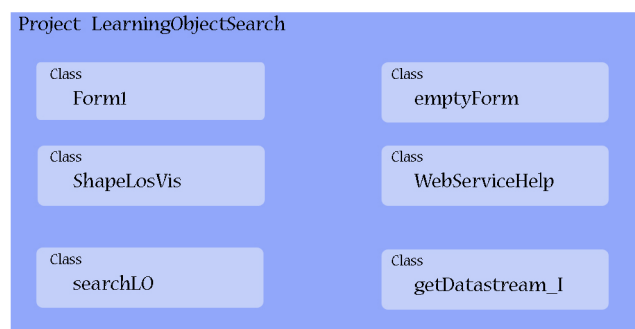 Project LearningObjectSearch
Class
Form1
Class
emptyForm
Class
ShapeLosVis
Class
WebServiceHelp
Class
searchLO
Class
getDatastream_I